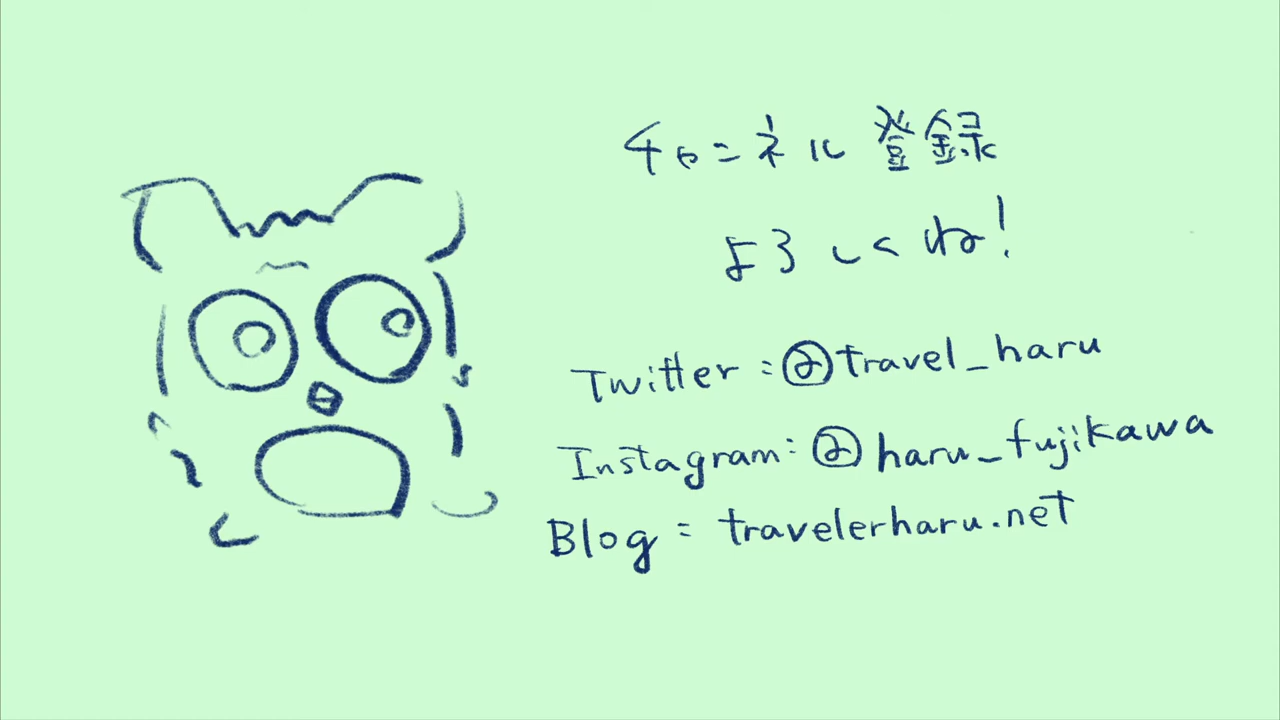 チャンネル登録
よろしくね!
Twitter:@travel_haru
Instagram:@haru_fujikawa
Blog:travelerharu.net